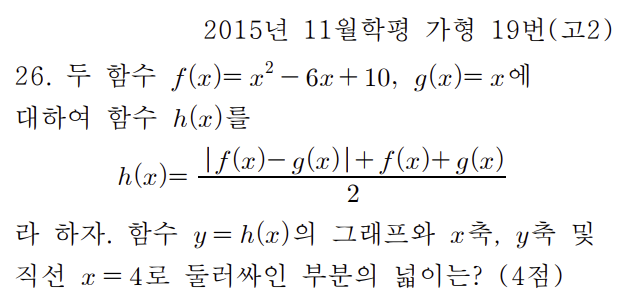 2015년 11월학평 가형 19번(고2)
26. 두 함수 f(x)= x² − 6x + 10, g(x)= x에
대하여 함수 h(x)를
h(x)= (|f(x)− g(x)|+ f(x)+ g(x))/2
라 하자. 함수 y = h(x)의 그래프와 x축, y축 및
직선 x = 4로 둘러싸인 부분의 넓이는? (4점)